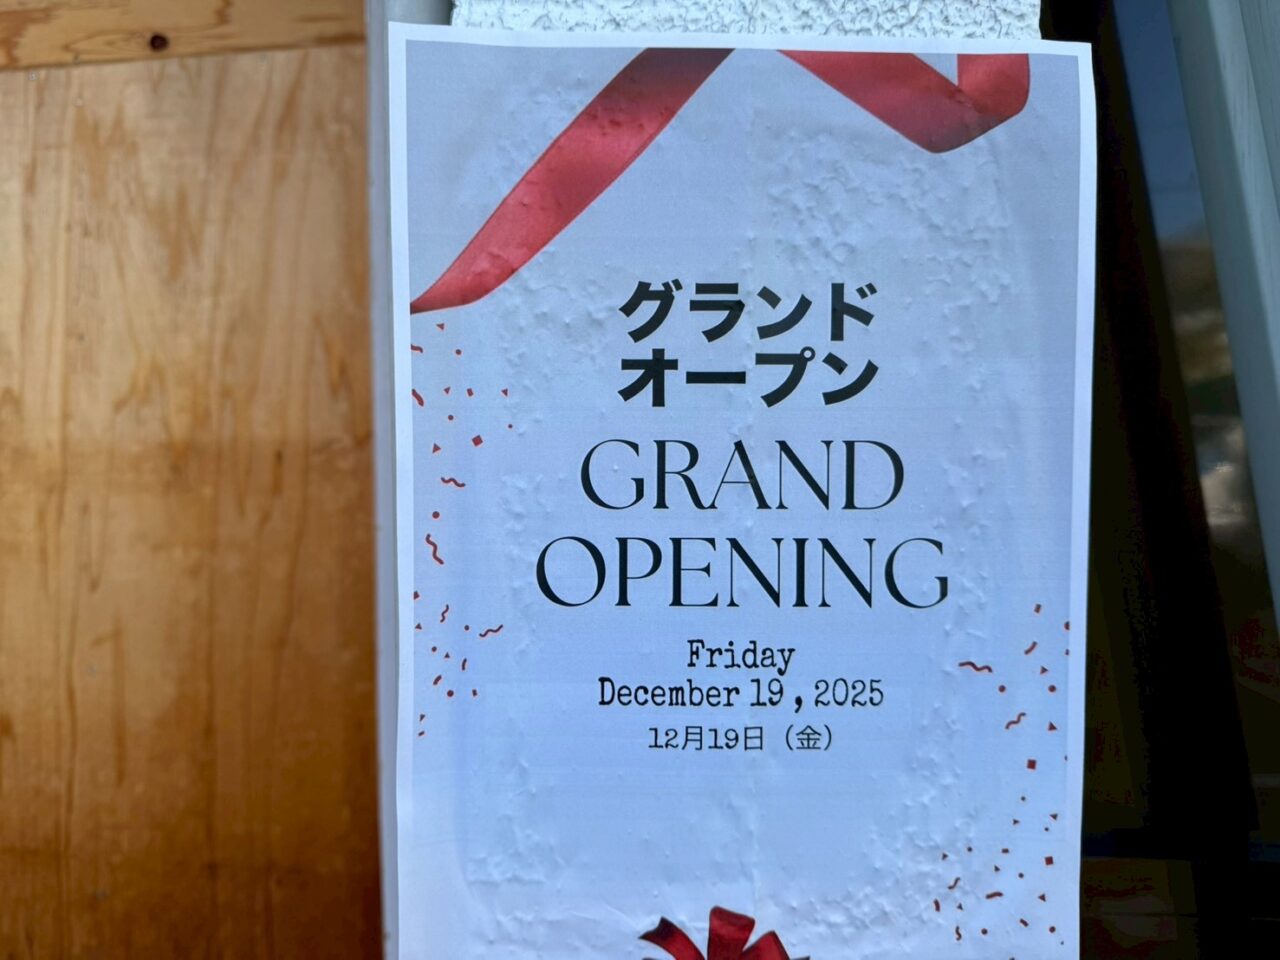 グランド
オープン
GRAND
OPENING
Friday
December 19 , 2025
12月19日（金）